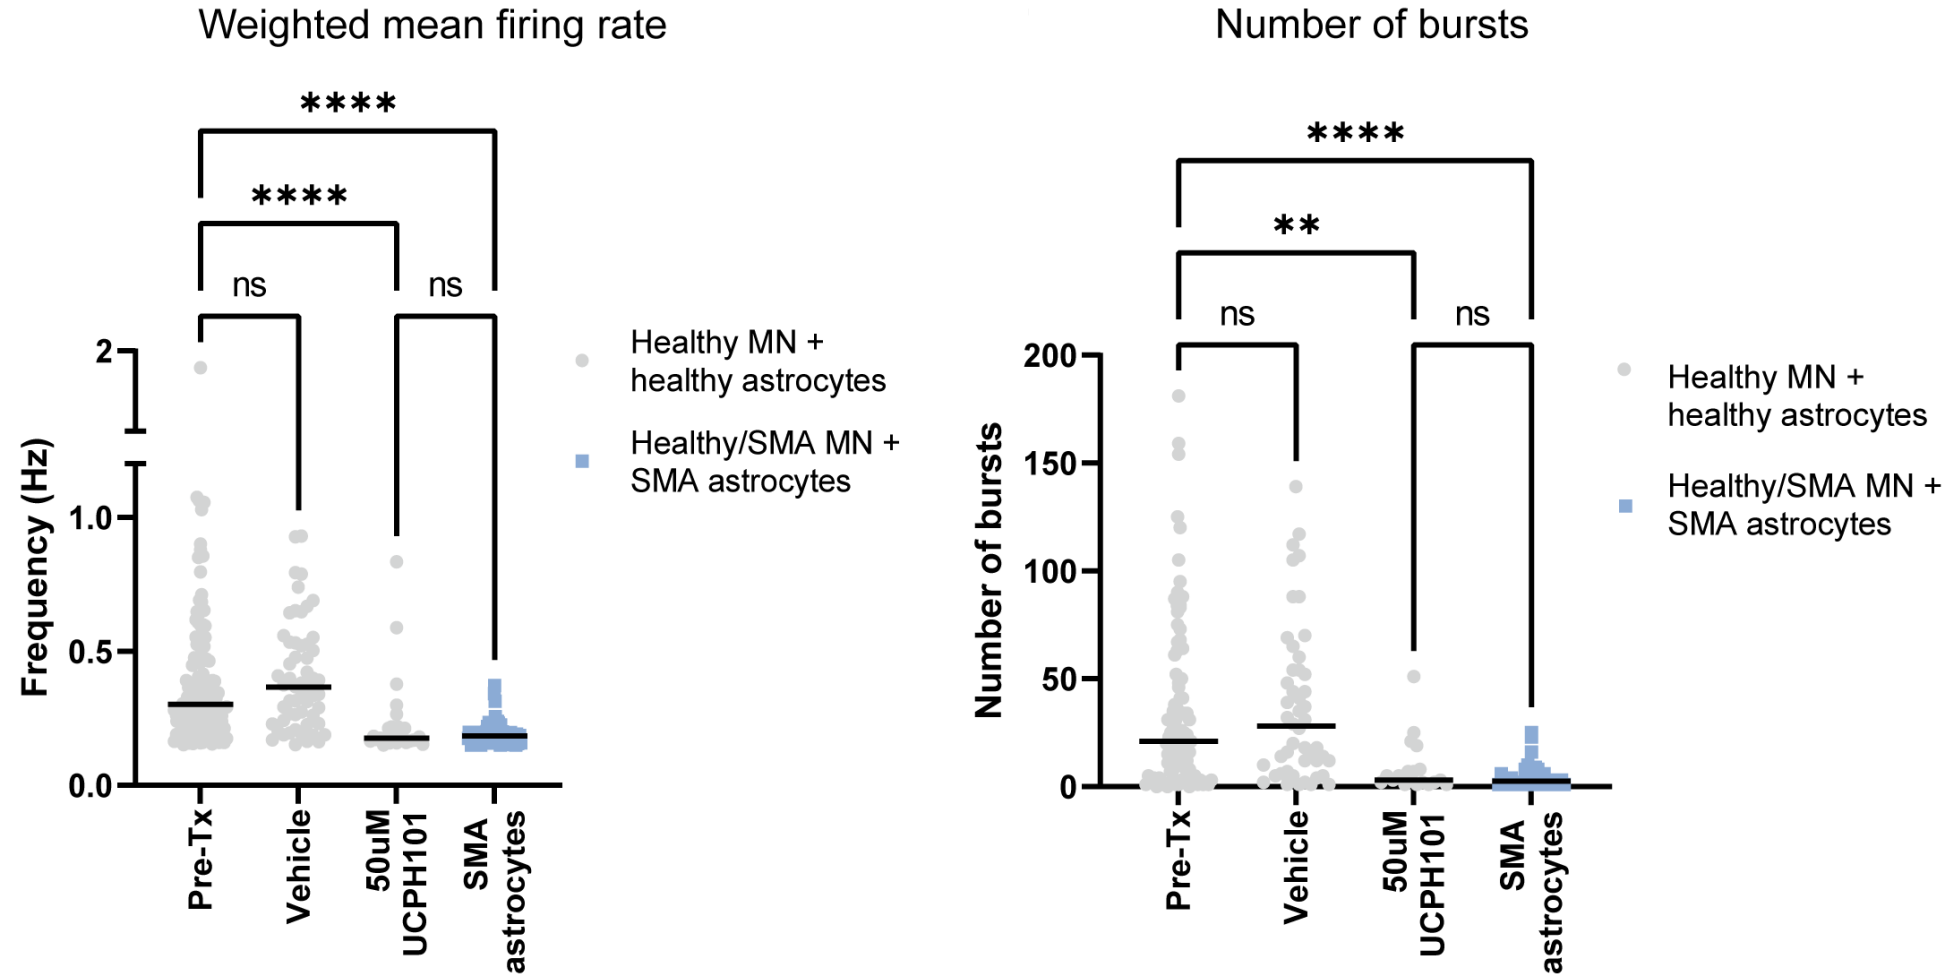 Weighted mean firing rate
****
****
ns
ns
2
1.0
0.5
0.0
Frequency (Hz)
Healthy MN +
healthy astrocytes
Healthy/SMA MN +
SMA astrocytes
Pre-Tx
Vehicle
50uM
UCPH101
SMA
astrocytes
Number of bursts
****
**
ns
ns
200
150
100
50
0
Number of bursts
Healthy MN +
healthy astrocytes
Healthy/SMA MN +
SMA astrocytes
Pre-Tx
Vehicle
50uM
UCPH101
SMA
astrocytes